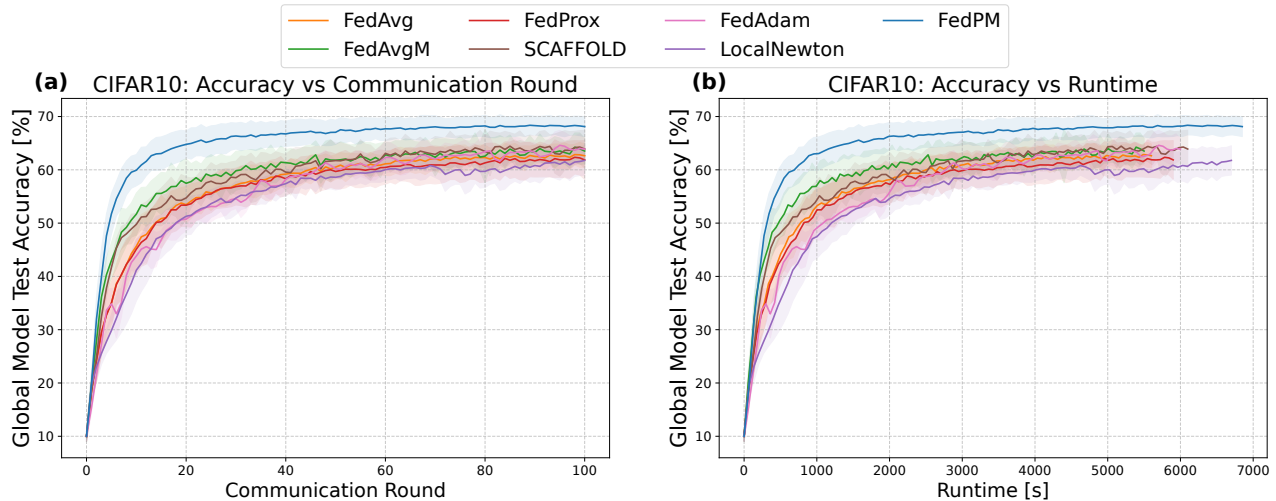 FedAvg FedProx FedAdam FedPM
FedAvgM SCAFFOLD LocalNewton
(a) CIFAR10: Accuracy vs Communication Round
Global Model Test Accuracy [%]
70
60
50
40
30
20
10
0 20 40 60 80 100
Communication Round
(b) CIFAR10: Accuracy vs Runtime
Global Model Test Accuracy [%]
70
60
50
40
30
20
10
0 1000 2000 3000 4000 5000 6000 7000
Runtime [s]